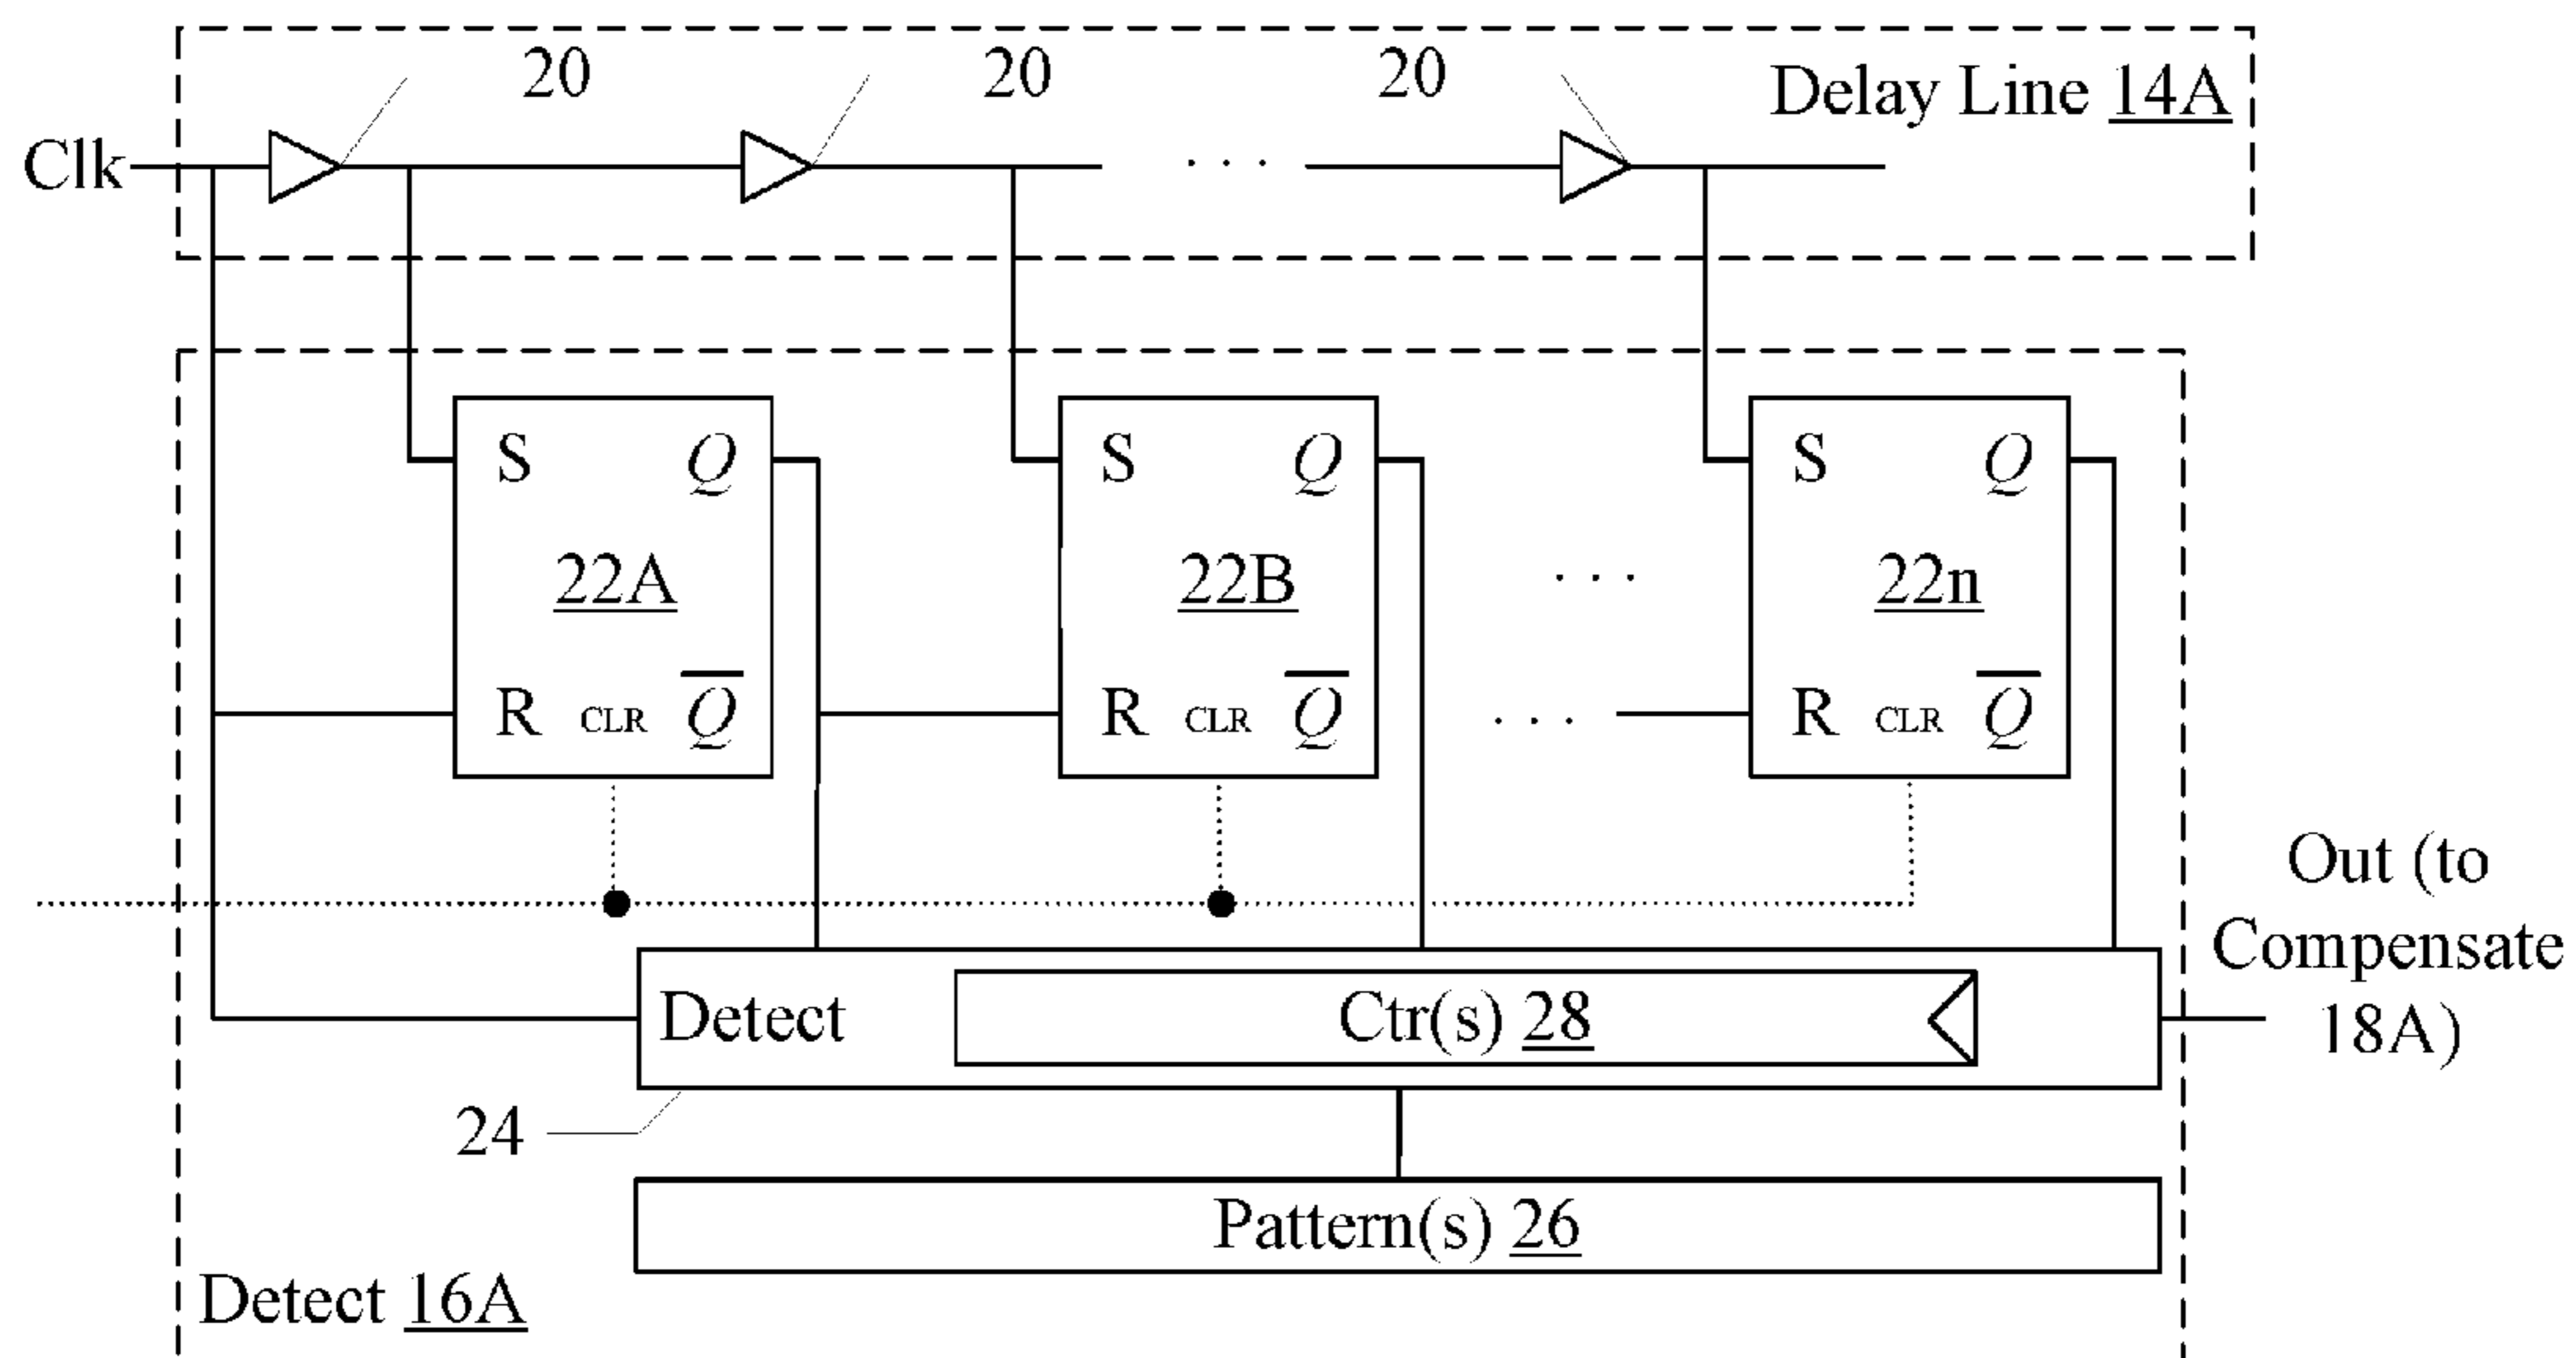 20 20 20
Delay Line 14A
Clk
. . .
S Q S Q S Q
22A 22B . . . 22n
R CLR Q̅ R CLR Q̅ . . . R CLR Q̅
Out (to
Compensate
18A)
Detect Ctr(s) 28
24
Pattern(s) 26
Detect 16A